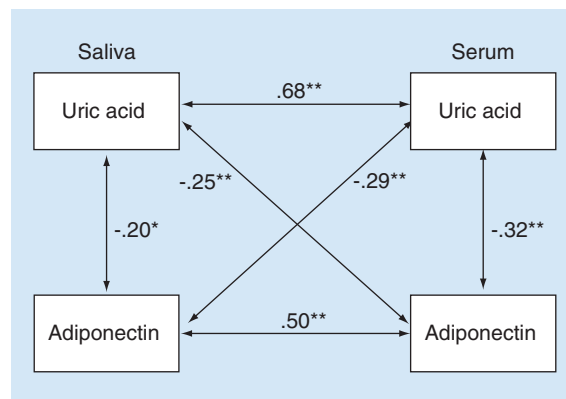 Saliva
Serum
Uric acid
.68**
Uric acid
-.25**
-.29**
-.20*
-.32**
Adiponectin
.50**
Adiponectin